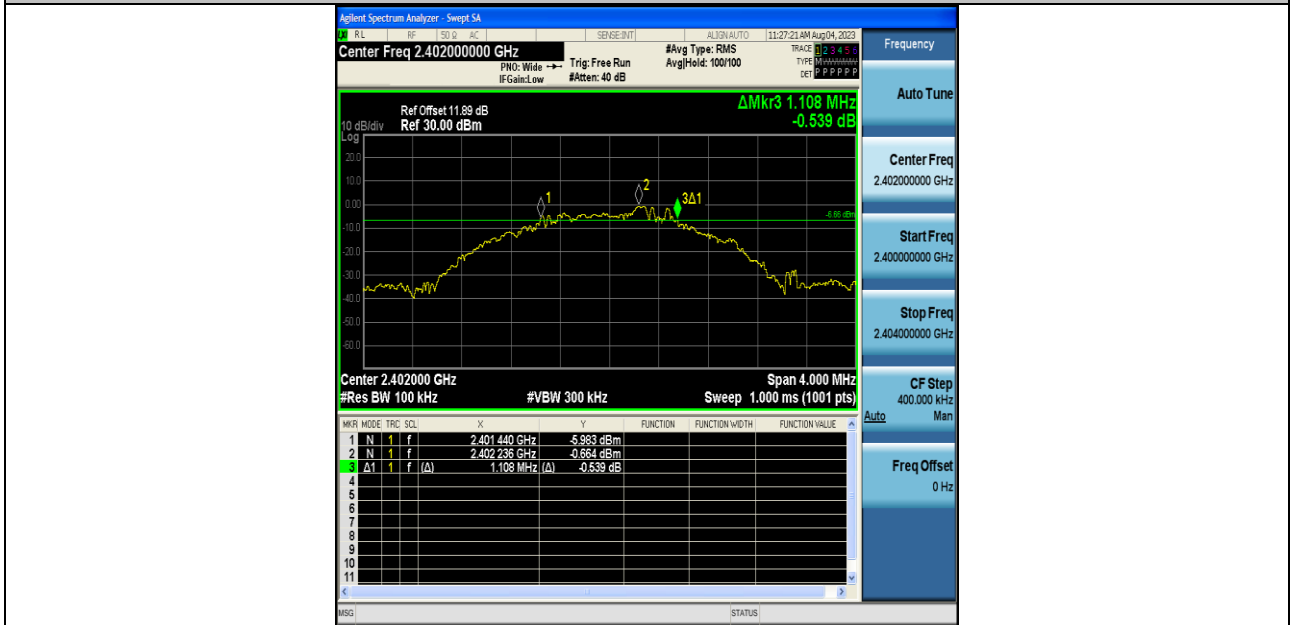 Agilent Spectrum Analyzer - Swept SA
RL RF 50 Ω AC SENSE:INT ALIGN AUTO 11:27:21 AM Aug 04, 2023
Center Freq 2.402000000 GHz
PNO: Wide
IFGain:Low
Trig: Free Run
#Atten: 40 dB
#Avg Type: RMS
Avg|Hold: 100/100
TRACE 1 2 3 4 5 6
TYPE
DET P P P P P P
ΔMkr3 1.108 MHz
-0.539 dB
Ref Offset 11.89 dB
10 dB/div Ref 30.00 dBm
Log
20.0
10.0
0.00
-10.0
-20.0
-30.0
-40.0
-50.0
-60.0
1
2
3Δ1
-6.66 dBm
Center 2.402000 GHz Span 4.000 MHz
#Res BW 100 kHz #VBW 300 kHz Sweep 1.000 ms (1001 pts)
MKR MODE TRC SCL X Y FUNCTION FUNCTION WIDTH FUNCTION VALUE
1 N 1 f 2.401 440 GHz -5.983 dBm
2 N 1 f 2.402 236 GHz -0.664 dBm
3 Δ1 1 f (Δ) 1.108 MHz (Δ) -0.539 dB
4
5
6
7
8
9
10
11
MSG STATUS
Frequency
Auto Tune
Center Freq
2.402000000 GHz
Start Freq
2.400000000 GHz
Stop Freq
2.404000000 GHz
CF Step
400.000 kHz
Auto Man
Freq Offset
0 Hz